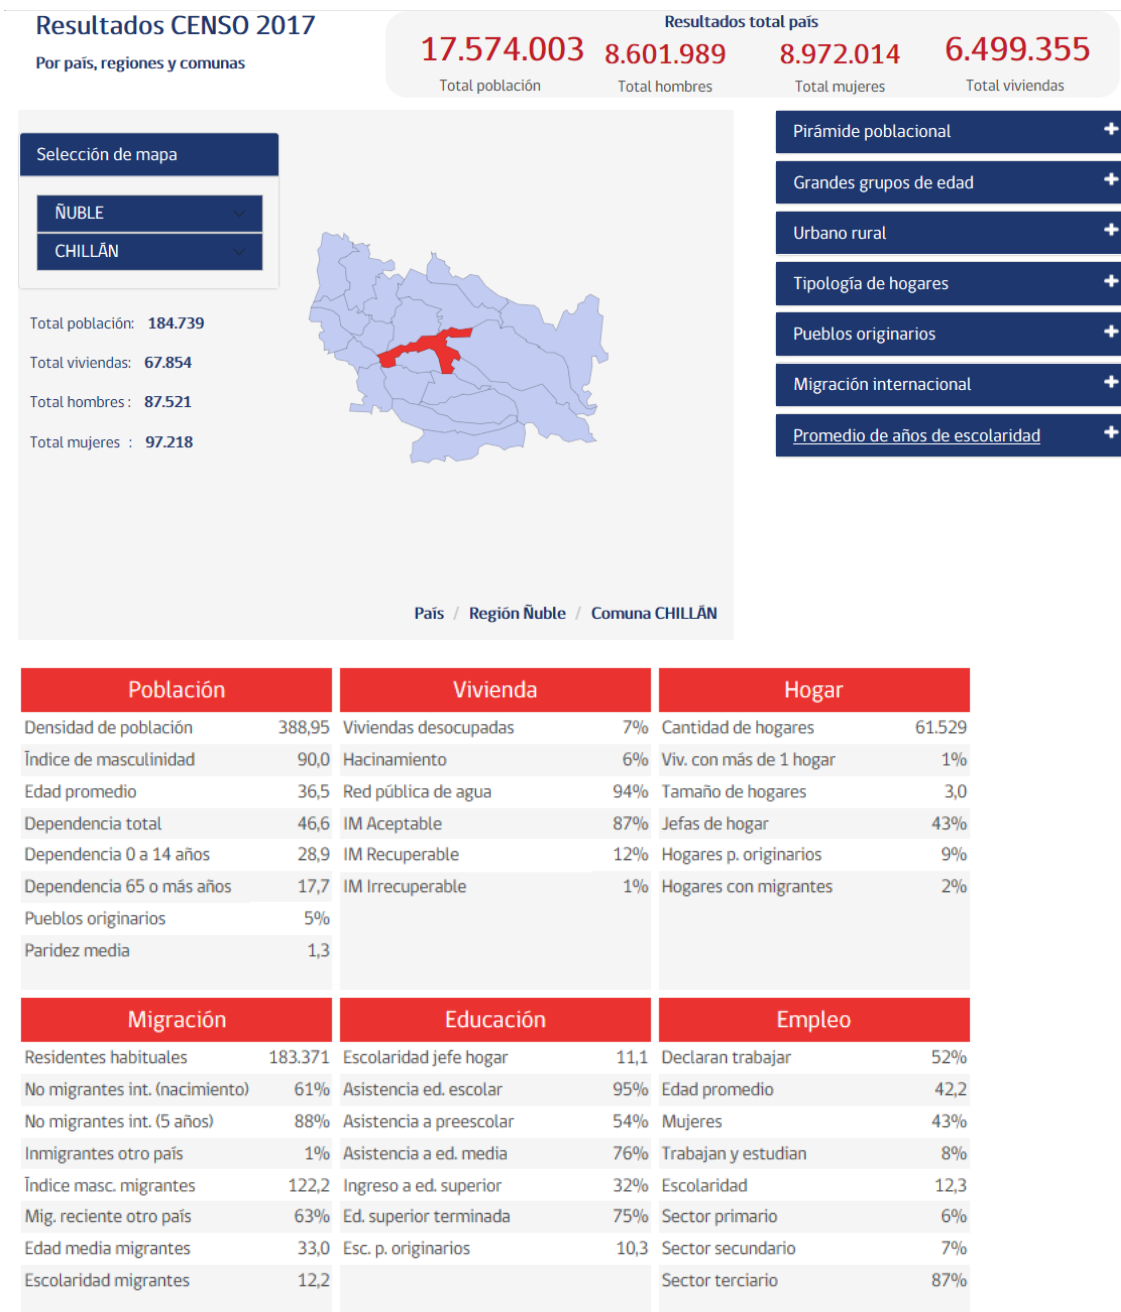 Resultados CENSO 2017
Por país, regiones y comunas
Resultados total país
17.574.003 8.601.989 8.972.014 6.499.355
Total población Total hombres Total mujeres Total viviendas
Selección de mapa
ÑUBLE
CHILLÁN
Total población: 184.739
Total viviendas: 67.854
Total hombres : 87.521
Total mujeres : 97.218
País / Región Ñuble / Comuna CHILLÁN
Pirámide poblacional
Grandes grupos de edad
Urbano rural
Tipología de hogares
Pueblos originarios
Migración internacional
Promedio de años de escolaridad
Población
Densidad de población 388,95
Índice de masculinidad 90,0
Edad promedio 36,5
Dependencia total 46,6
Dependencia 0 a 14 años 28,9
Dependencia 65 o más años 17,7
Pueblos originarios 5%
Paridez media 1,3
Vivienda
Viviendas desocupadas 7%
Hacinamiento 6%
Red pública de agua 94%
IM Aceptable 87%
IM Recuperable 12%
IM Irrecuperable 1%
Hogar
Cantidad de hogares 61.529
Viv. con más de 1 hogar 1%
Tamaño de hogares 3,0
Jefas de hogar 43%
Hogares p. originarios 9%
Hogares con migrantes 2%
Migración
Residentes habituales 183.371
No migrantes int. (nacimiento) 61%
No migrantes int. (5 años) 88%
Inmigrantes otro país 1%
Índice masc. migrantes 122,2
Mig. reciente otro país 63%
Edad media migrantes 33,0
Escolaridad migrantes 12,2
Educación
Escolaridad jefe hogar 11,1
Asistencia ed. escolar 95%
Asistencia a preescolar 54%
Asistencia a ed. media 76%
Ingreso a ed. superior 32%
Ed. superior terminada 75%
Esc. p. originarios 10,3
Empleo
Declaran trabajar 52%
Edad promedio 42,2
Mujeres 43%
Trabajan y estudian 8%
Escolaridad 12,3
Sector primario 6%
Sector secundario 7%
Sector terciario 87%